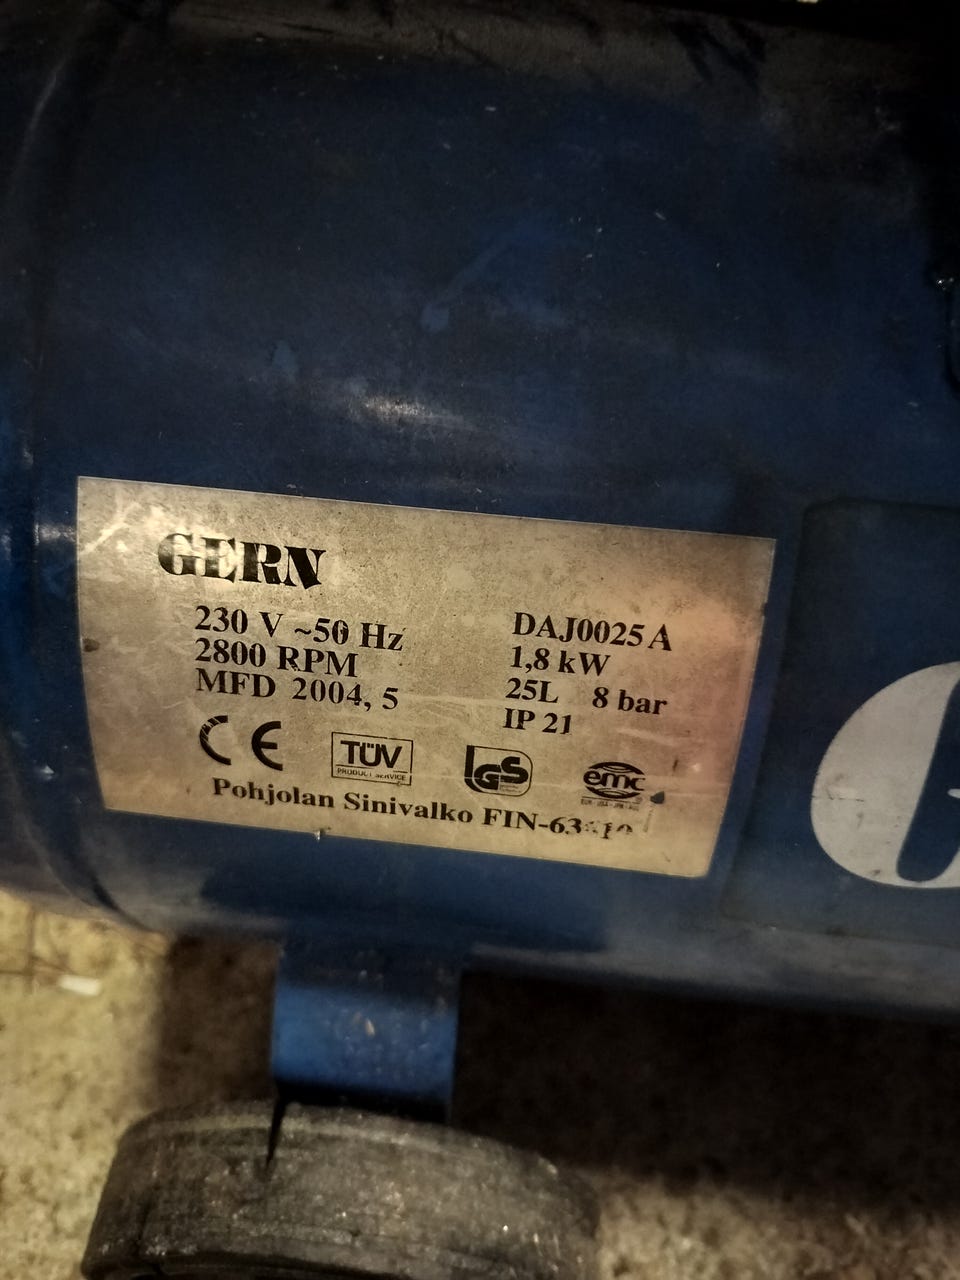 GERN
230 V ~50 Hz DAJ0025 A
2800 RPM 1,8 kW
MFD 2004, 5 25L 8 bar
IP 21
CE TÜV PRODUCT SERVICE GS emc
Pohjolan Sinivalko